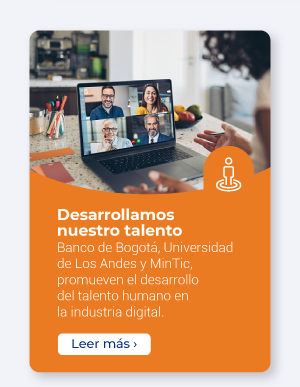 Desarrollamos
nuestro talento
Banco de Bogotá, Universidad
de Los Andes y MinTic,
promueven el desarrollo
del talento humano en
la industria digital.
Leer más ›